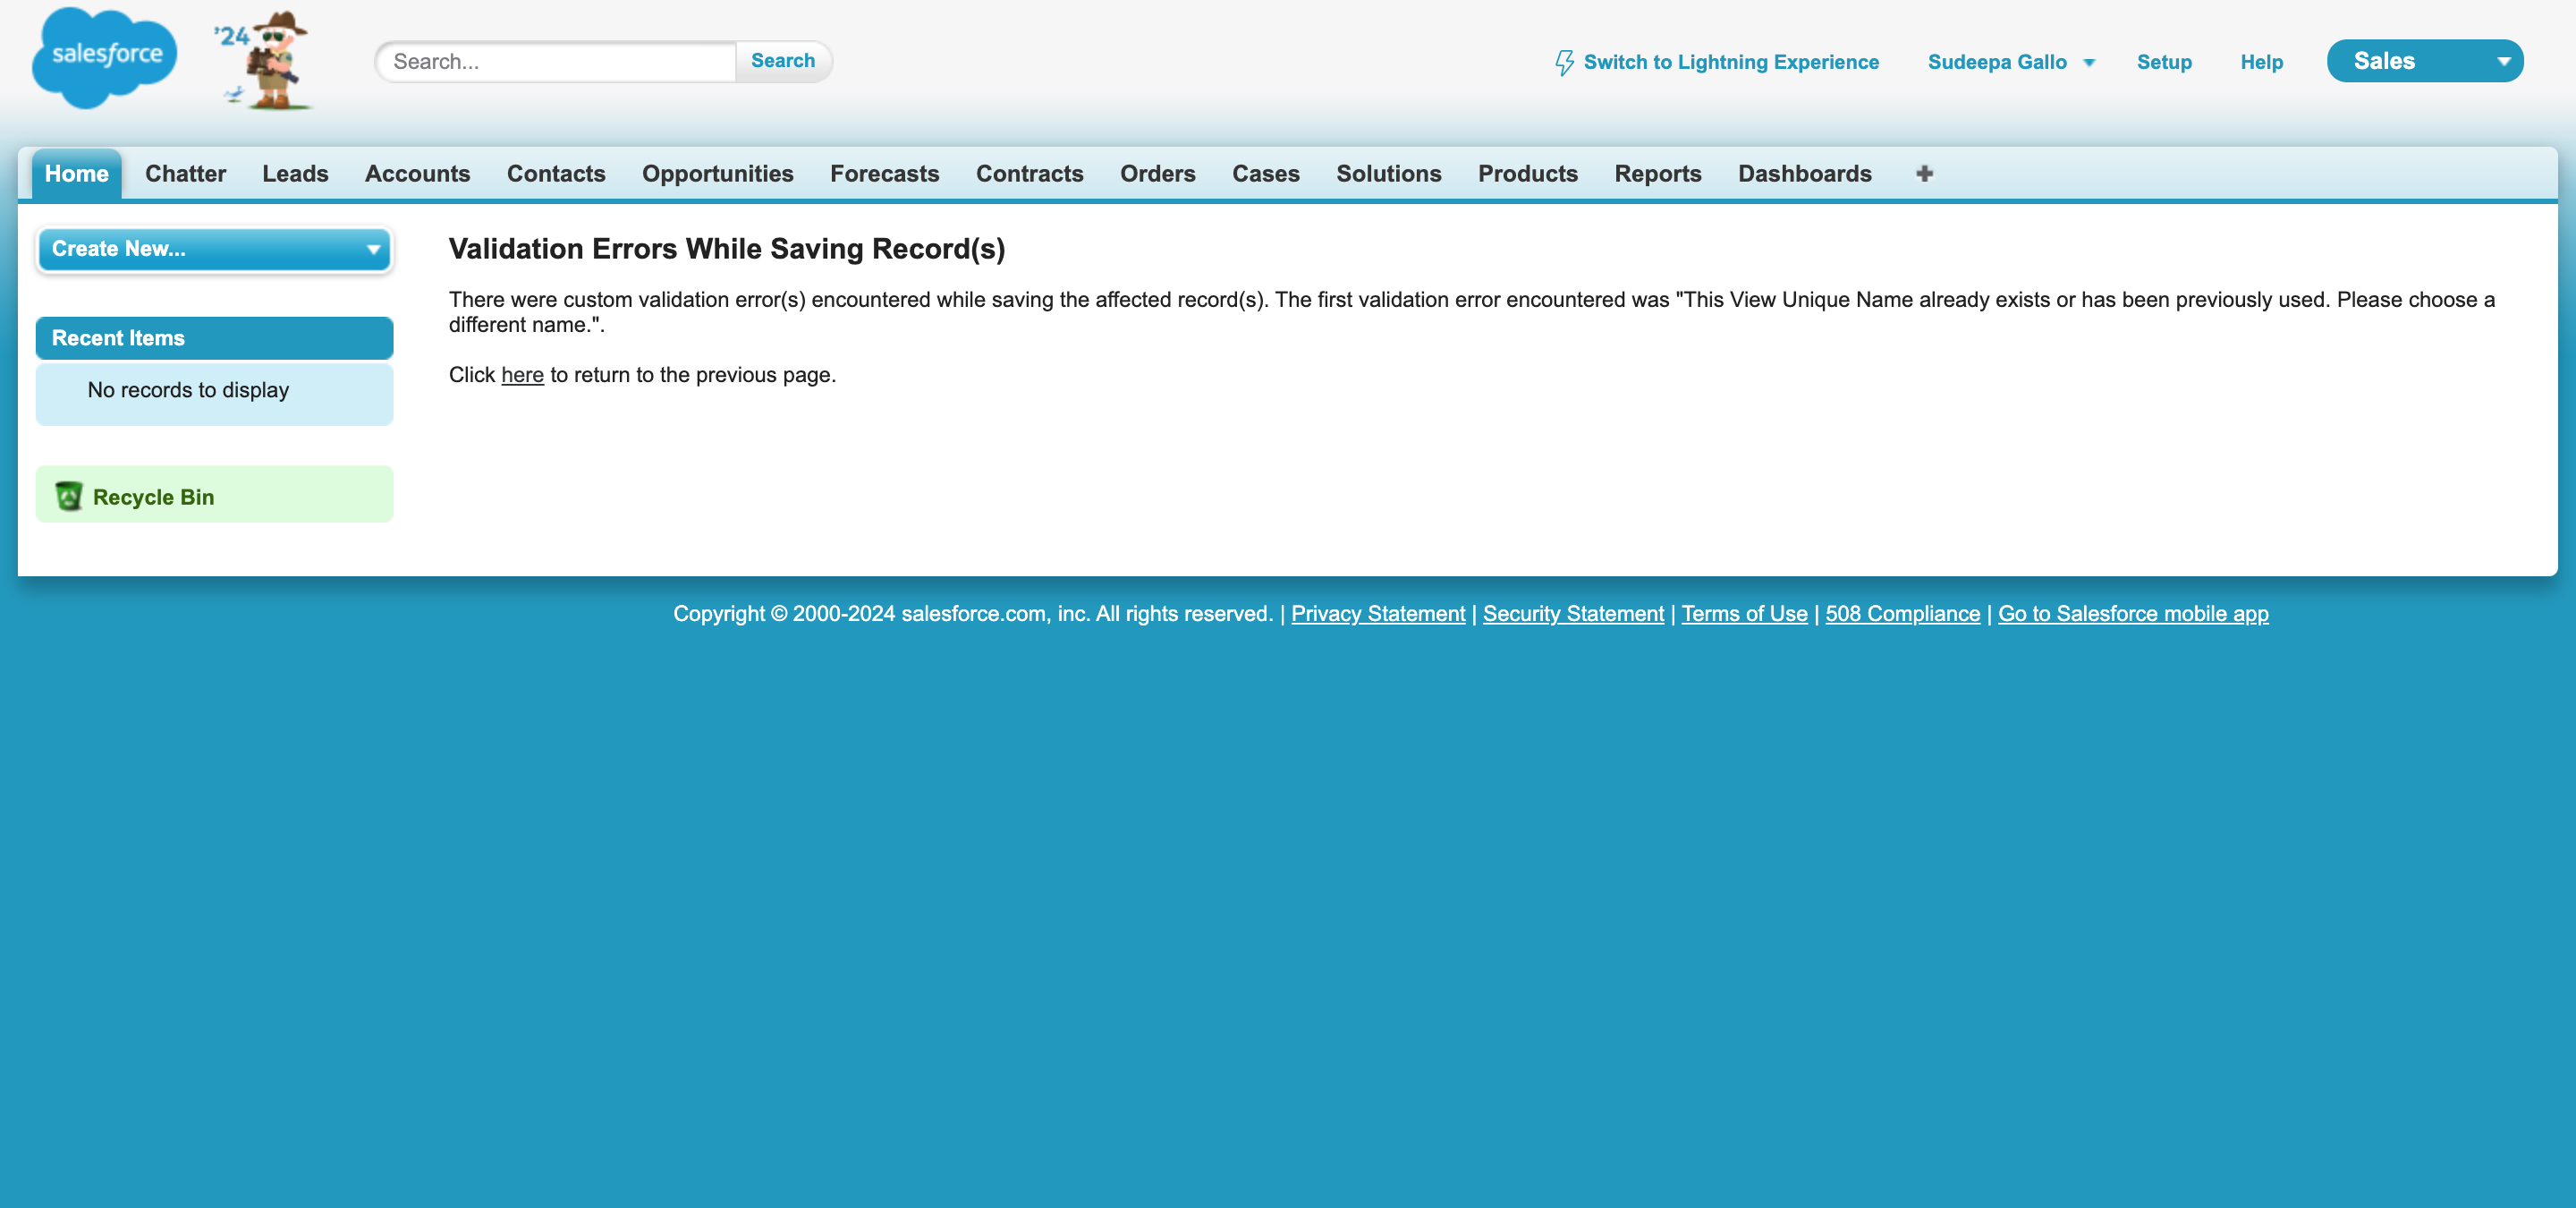 salesforce
'24
Search...
Search
Switch to Lightning Experience
Sudeepa Gallo
Setup
Help
Sales
Home
Chatter
Leads
Accounts
Contacts
Opportunities
Forecasts
Contracts
Orders
Cases
Solutions
Products
Reports
Dashboards
Create New...
Recent Items
No records to display
Recycle Bin
Validation Errors While Saving Record(s)
There were custom validation error(s) encountered while saving the affected record(s). The first validation error encountered was "This View Unique Name already exists or has been previously used. Please choose a
different name.".
Click here to return to the previous page.
Copyright © 2000-2024 salesforce.com, inc. All rights reserved. | Privacy Statement | Security Statement | Terms of Use | 508 Compliance | Go to Salesforce mobile app